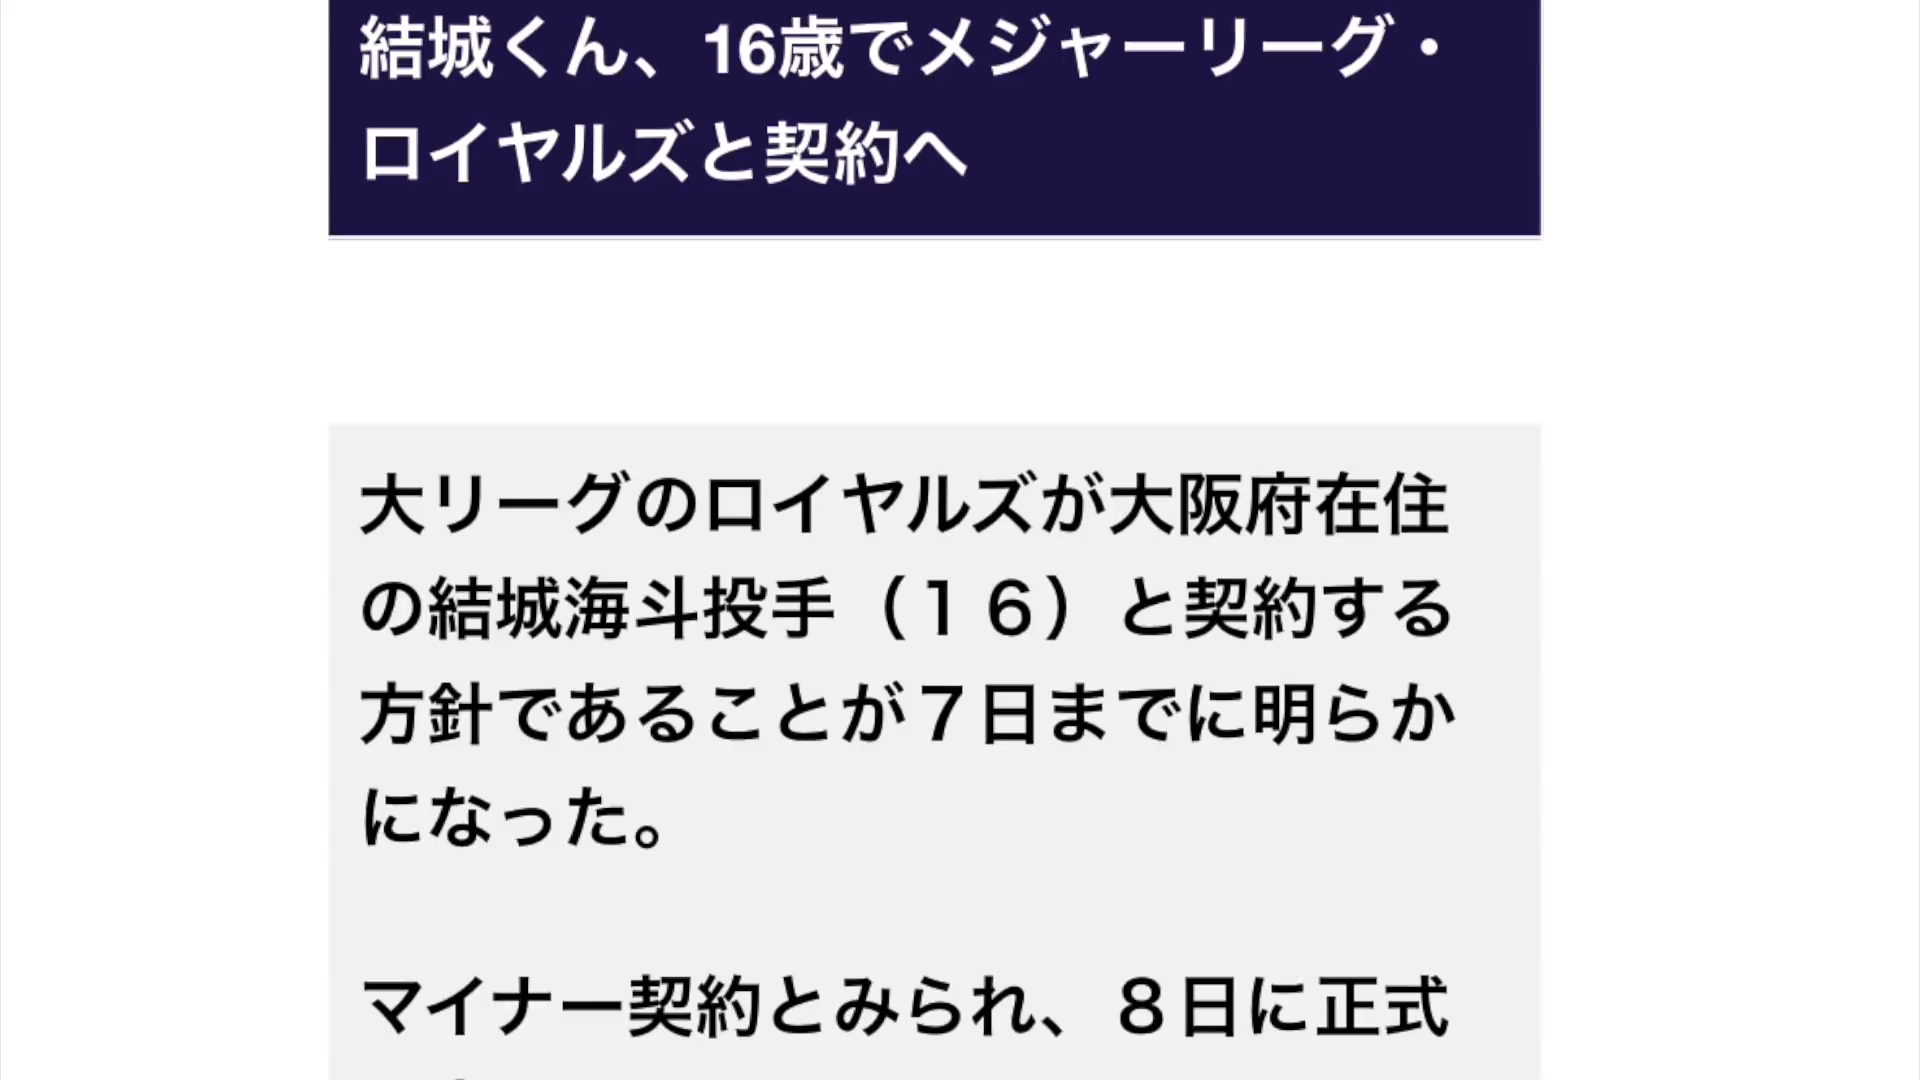 結城くん、16歳でメジャーリーグ・
ロイヤルズと契約へ
大リーグのロイヤルズが大阪府在住
の結城海斗投手（１６）と契約する
方針であることが７日までに明らか
になった。
マイナー契約とみられ、８日に正式